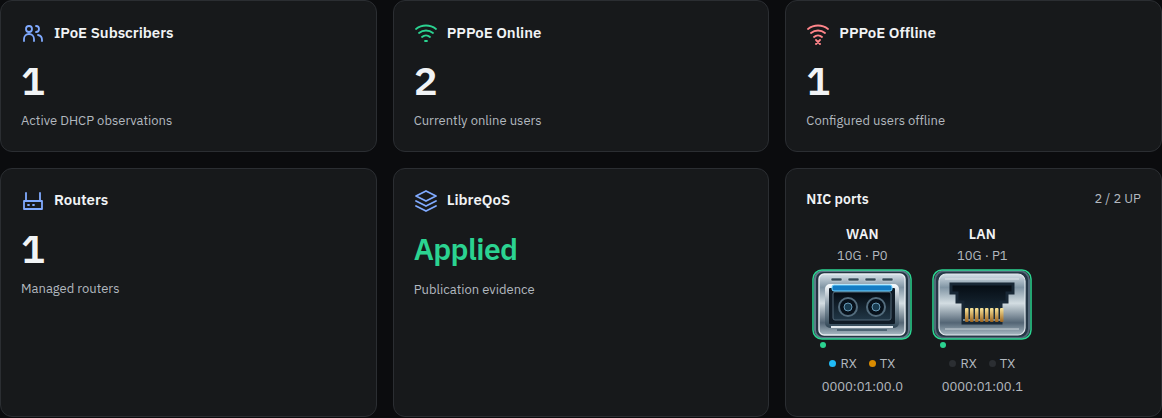 IPoE Subscribers
1
Active DHCP observations
PPPoE Online
2
Currently online users
PPPoE Offline
1
Configured users offline
Routers
1
Managed routers
LibreQoS
Applied
Publication evidence
NIC ports
2 / 2 UP
WAN
LAN
10G · P0
10G · P1
RX TX
RX TX
0000:01:00.0
0000:01:00.1